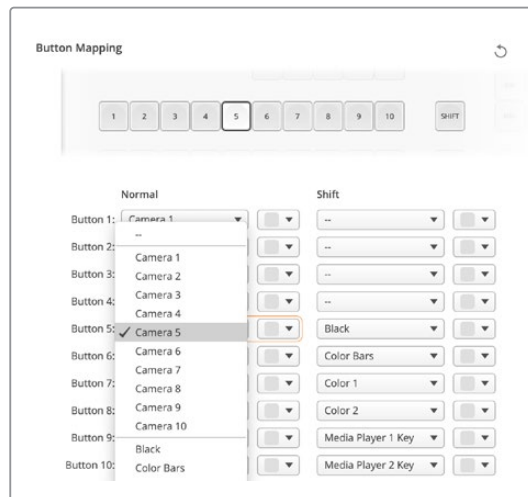 Button Mapping
1 2 3 4 5 6 7 8 9 10 SHIFT
Normal Shift
Button 1: Camera 1 --
Button 2: --
Button 3: --
Button 4: --
Button 5: Black
Button 6: Color Bars
Button 7: Color 1
Button 8: Color 2
Button 9: Media Player 1 Key
Button 10: Media Player 2 Key
--
Camera 1
Camera 2
Camera 3
Camera 4
✓ Camera 5
Camera 6
Camera 7
Camera 8
Camera 9
Camera 10
Black
Color Bars